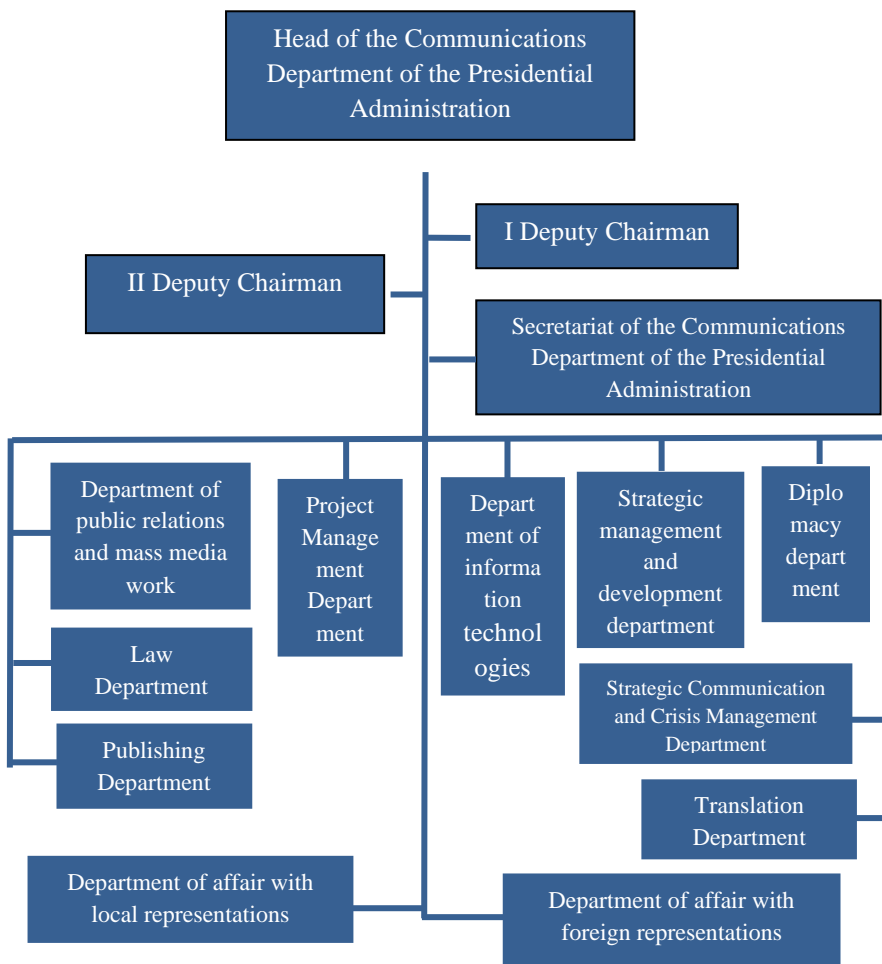 Head of the Communications
Department of the Presidential
Administration
I Deputy Chairman
II Deputy Chairman
Secretariat of the Communications
Department of the Presidential
Administration
Department of
public relations
and mass media
work
Project
Manage
ment
Depart
ment
Depart
ment of
informa
tion
technol
ogies
Strategic
management
and
development
department
Diplo
macy
depart
ment
Law
Department
Strategic Communication
and Crisis Management
Department
Publishing
Department
Translation
Department
Department of affair with
local representations
Department of affair with
foreign representations